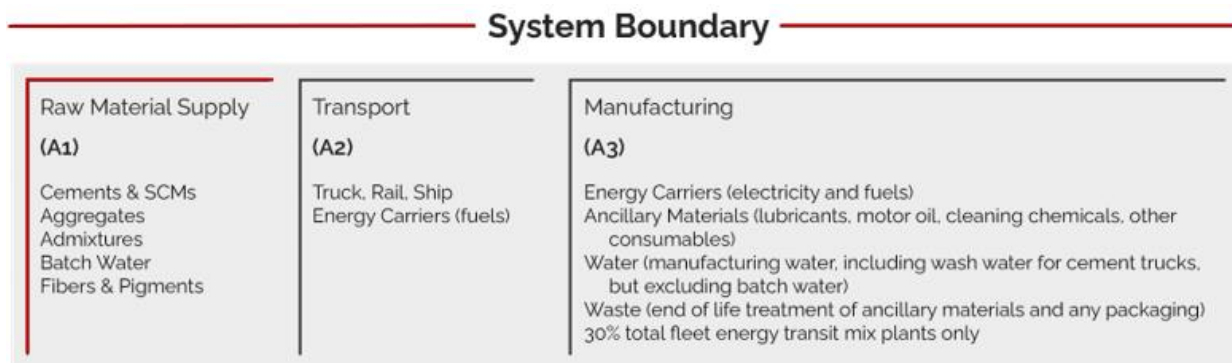 System Boundary
Raw Material Supply
(A1)
Cements & SCMs
Aggregates
Admixtures
Batch Water
Fibers & Pigments
Transport
(A2)
Truck, Rail, Ship
Energy Carriers (fuels)
Manufacturing
(A3)
Energy Carriers (electricity and fuels)
Ancillary Materials (lubricants, motor oil, cleaning chemicals, other
consumables)
Water (manufacturing water, including wash water for cement trucks,
but excluding batch water)
Waste (end of life treatment of ancillary materials and any packaging)
30% total fleet energy transit mix plants only